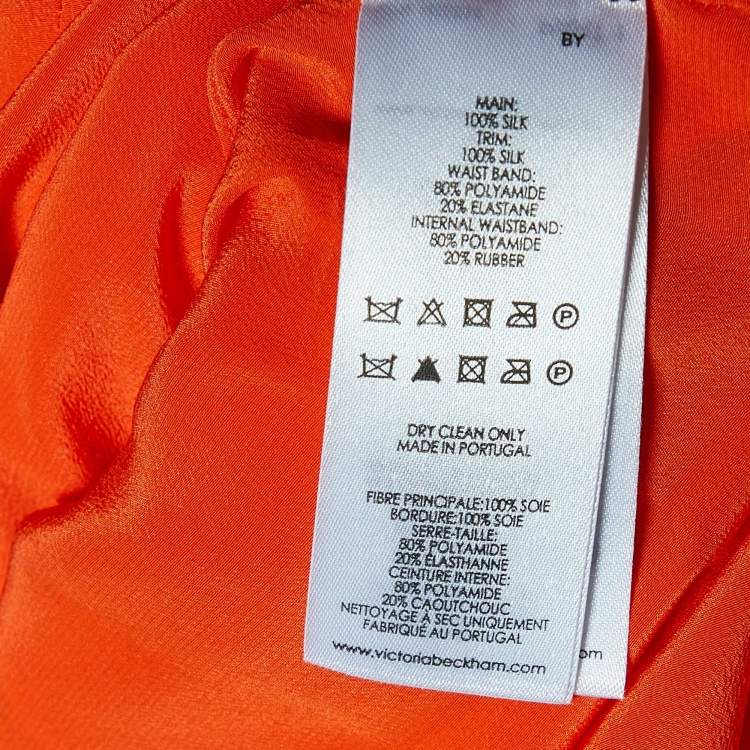 BY
MAIN:
100% SILK
TRIM:
100% SILK
WAIST BAND:
80% POLYAMIDE
20% ELASTANE
INTERNAL WAISTBAND:
80% POLYAMIDE
20% RUBBER
P
P
DRY CLEAN ONLY
MADE IN PORTUGAL
FIBRE PRINCIPALE:100% SOIE
BORDURE:100% SOIE
SERRE-TAILLE:
80% POLYAMIDE
20% ÉLASTHANNE
CEINTURE INTERNE:
80% POLYAMIDE
20% CAOUTCHOUC
NETTOYAGE À SEC UNIQUEMENT
FABRIQUÉ AU PORTUGAL
www.victoriabeckham.com
om